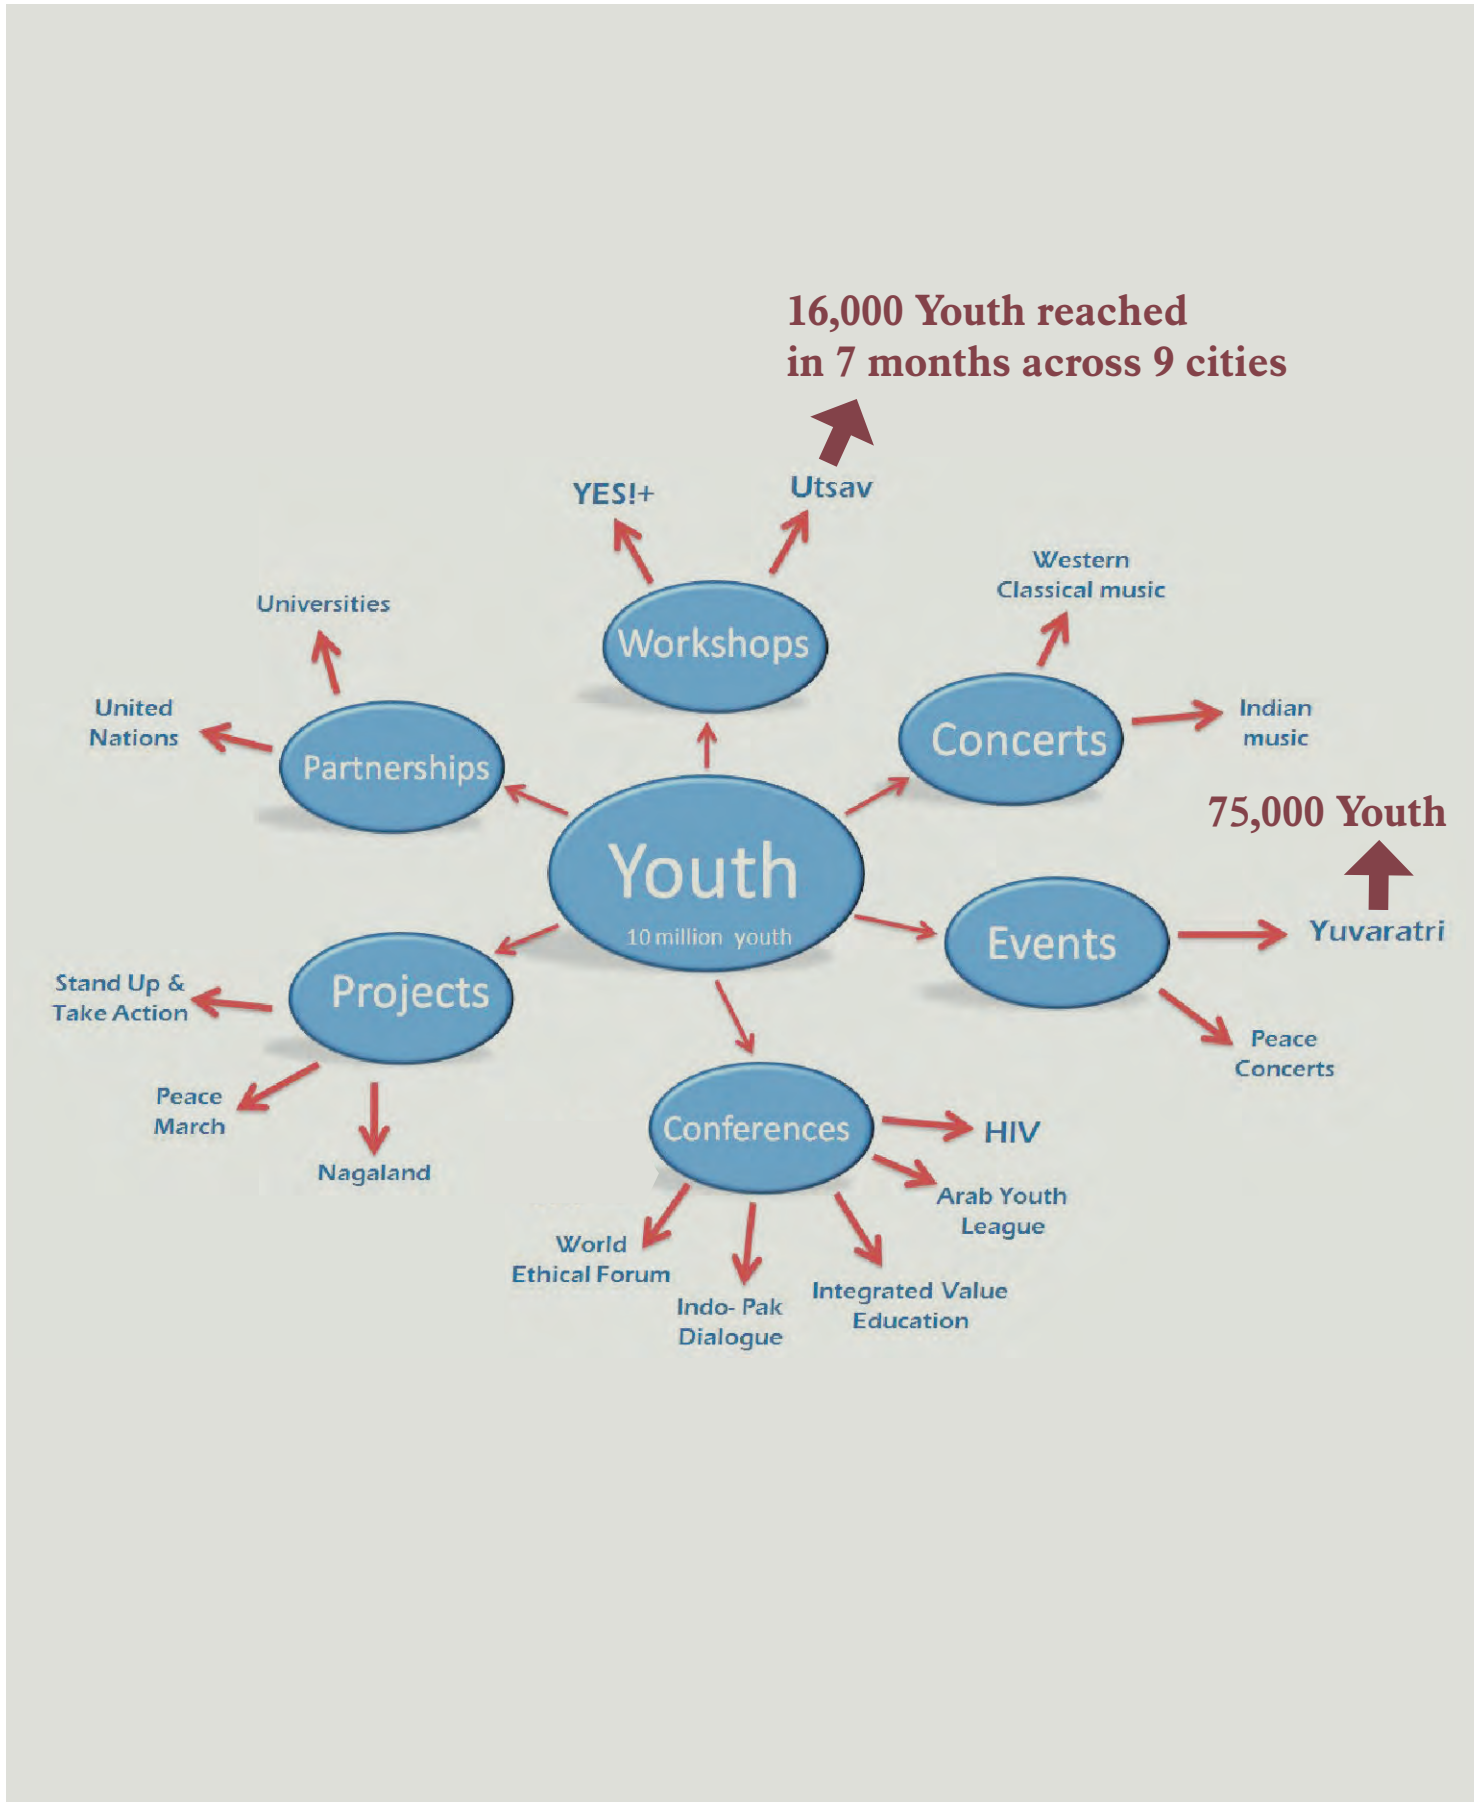 16,000 Youth reached
in 7 months across 9 cities
YES!+
Utsav
Western
Classical music
Universities
Workshops
United
Nations
Indian
music
Concerts
Partnerships
75,000 Youth
Youth
10 million youth
Events
Yuvaratri
Stand Up &
Take Action
Projects
Peace
Concerts
Peace
March
Conferences
HIV
Nagaland
Arab Youth
League
World
Ethical Forum
Indo- Pak
Dialogue
Integrated Value
Education